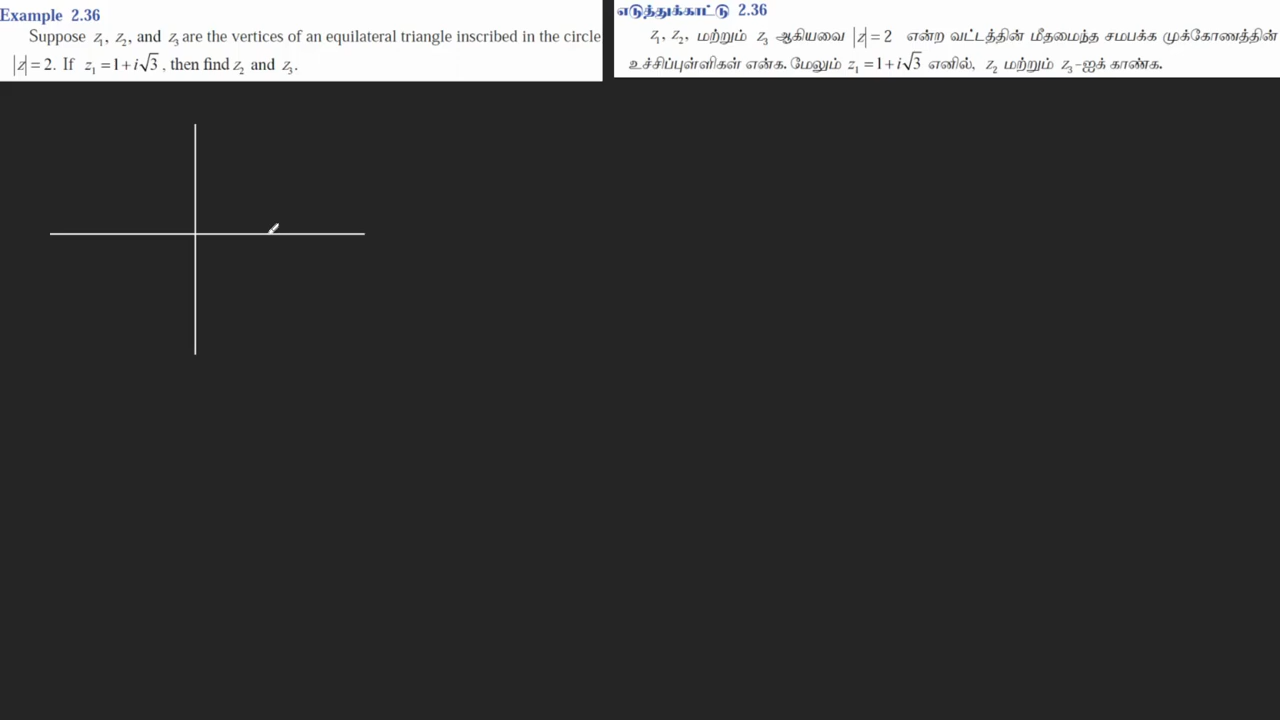 Example 2.36
Suppose z₁, z₂, and z₃ are the vertices of an equilateral triangle inscribed in the circle
|z| = 2. If z₁ = 1 + i√3, then find z₂ and z₃.
எடுத்துக்காட்டு 2.36
z₁, z₂, மற்றும் z₃ ஆகியவை |z| = 2 என்ற வட்டத்தின் மீதமைந்த சமபக்க முக்கோணத்தின்
உச்சிப்புள்ளிகள் என்க. மேலும் z₁ = 1 + i√3 எனில், z₂ மற்றும் z₃-ஐக் காண்க.